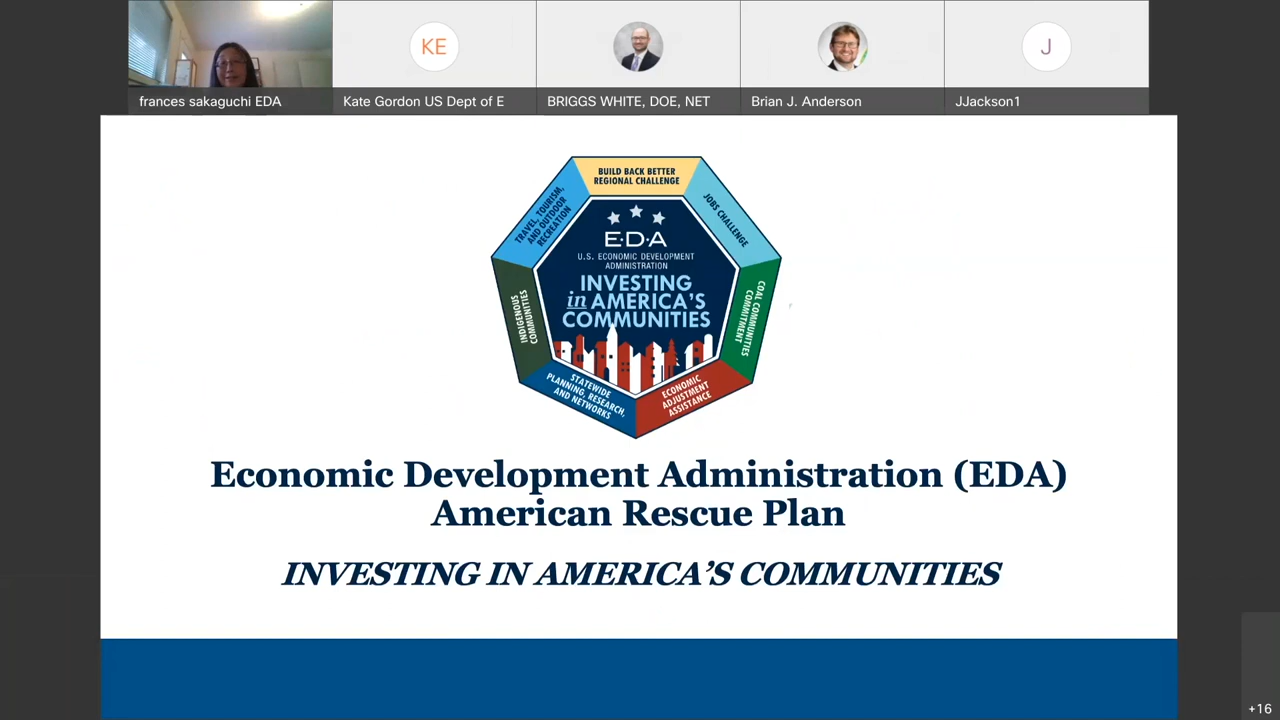 KE
J
frances sakaguchi EDA
Kate Gordon US Dept of E
BRIGGS WHITE, DOE, NET
Brian J. Anderson
JJackson1
BUILD BACK BETTER
REGIONAL CHALLENGE
TRAVEL, TOURISM,
AND OUTDOOR
RECREATION
JOBS CHALLENGE
E·D·A
U.S. ECONOMIC DEVELOPMENT
ADMINISTRATION
INVESTING
in AMERICA'S
COMMUNITIES
INDIGENOUS
COMMUNITIES
COAL COMMUNITIES
COMMITMENT
STATEWIDE
PLANNING, RESEARCH,
AND NETWORKS
ECONOMIC
ADJUSTMENT
ASSISTANCE
Economic Development Administration (EDA)
American Rescue Plan
INVESTING IN AMERICA'S COMMUNITIES
+16